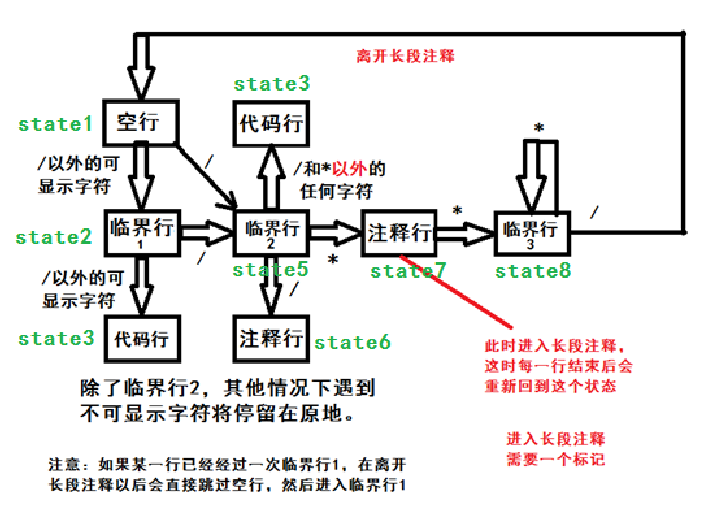 离开长段注释
state3
state1
空行
代码行
*
/以外的可
显示字符
/
/和*以外的
任何字符
state2
临界行
1
/
临界行
2
state5
*
注释行
state7
*
临界行
3
state8
/
/以外的可
显示字符
/
state3
代码行
注释行
state6
此时进入长段注释，
这时每一行结束后会
重新回到这个状态
除了临界行2，其他情况下遇到
不可显示字符将停留在原地。
进入长段注释
需要一个标记
注意：如果某一行已经经过一次临界行1，在离开
长段注释以后会直接跳过空行，然后进入临界行1